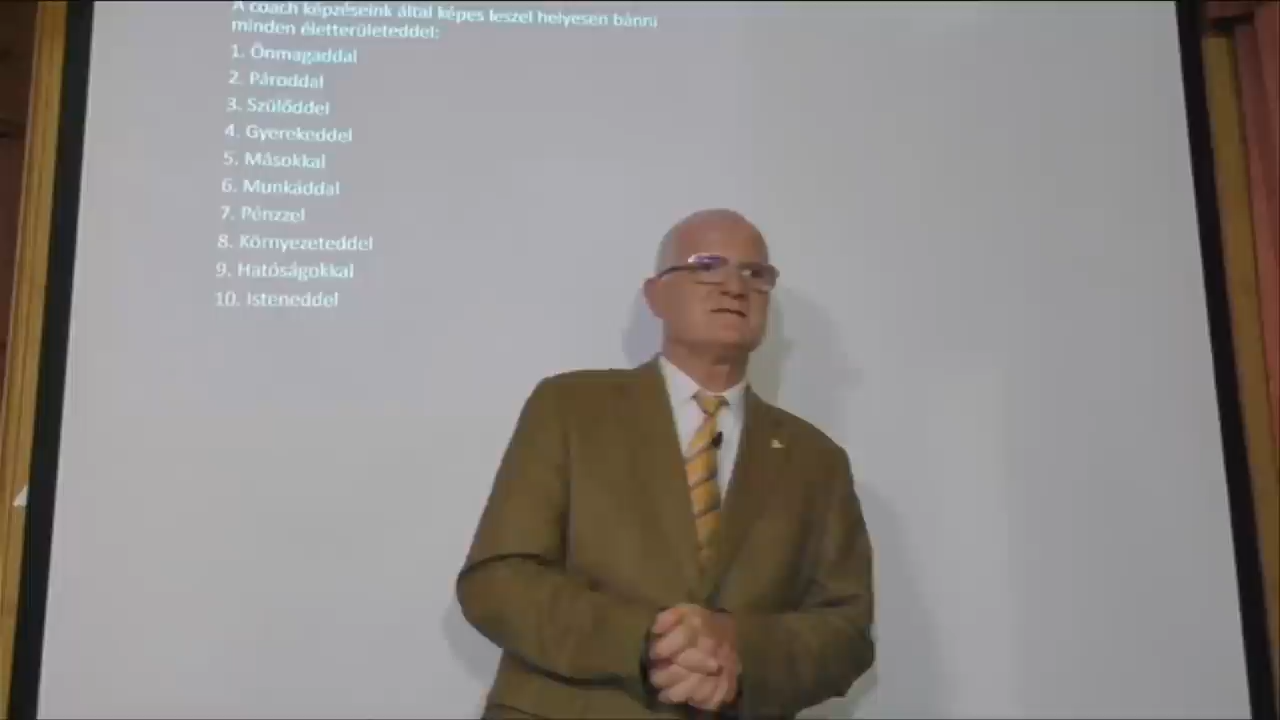 A coach képzéseink által képes leszel helyesen bánni
minden életterületeddel:
1. Önmagaddal
2. Pároddal
3. Szülőddel
4. Gyerekeddel
5. Másokkal
6. Munkáddal
7. Pénzzel
8. Környezeteddel
9. Hatóságokkal
10. Isteneddel